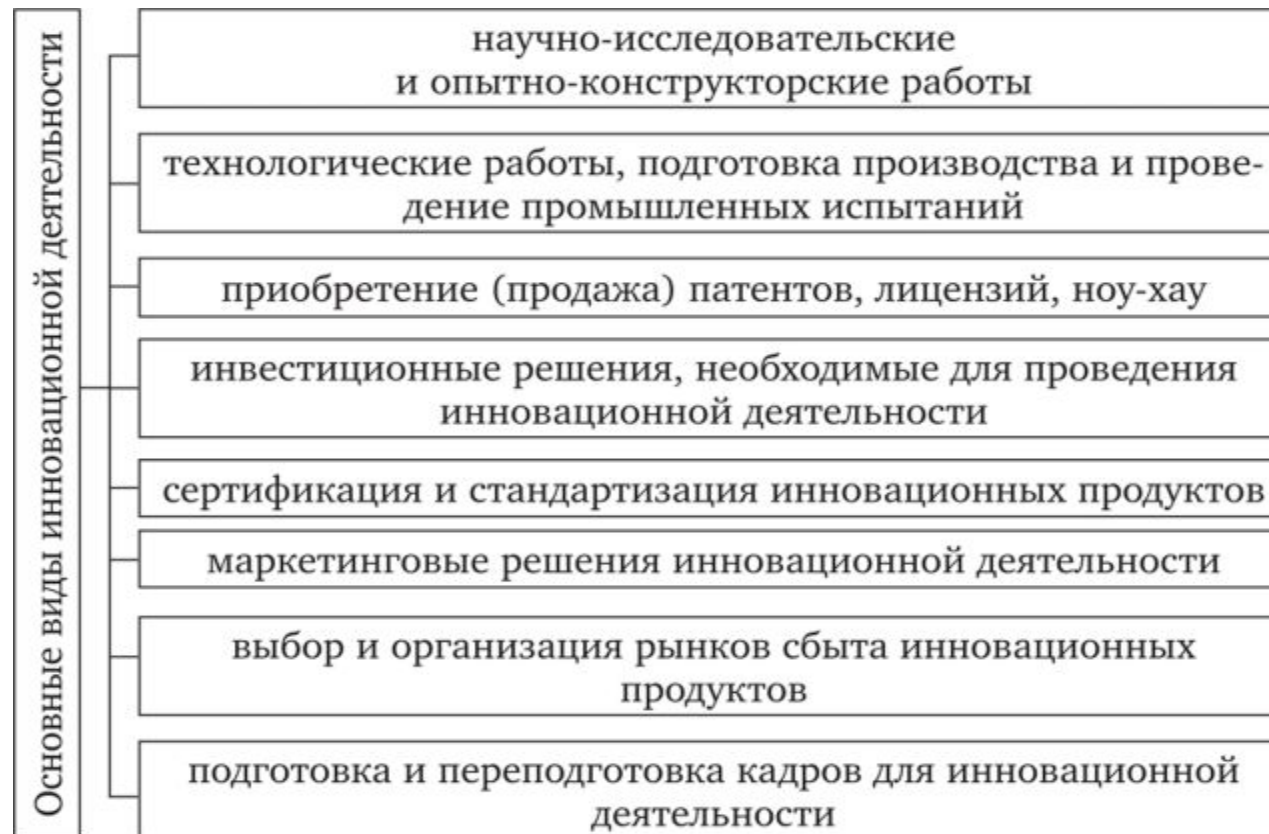 Основные виды инновационной деятельности
научно-исследовательские
и опытно-конструкторские работы
технологические работы, подготовка производства и прове-
дение промышленных испытаний
приобретение (продажа) патентов, лицензий, ноу-хау
инвестиционные решения, необходимые для проведения
инновационной деятельности
сертификация и стандартизация инновационных продуктов
маркетинговые решения инновационной деятельности
выбор и организация рынков сбыта инновационных
продуктов
подготовка и переподготовка кадров для инновационной
деятельности